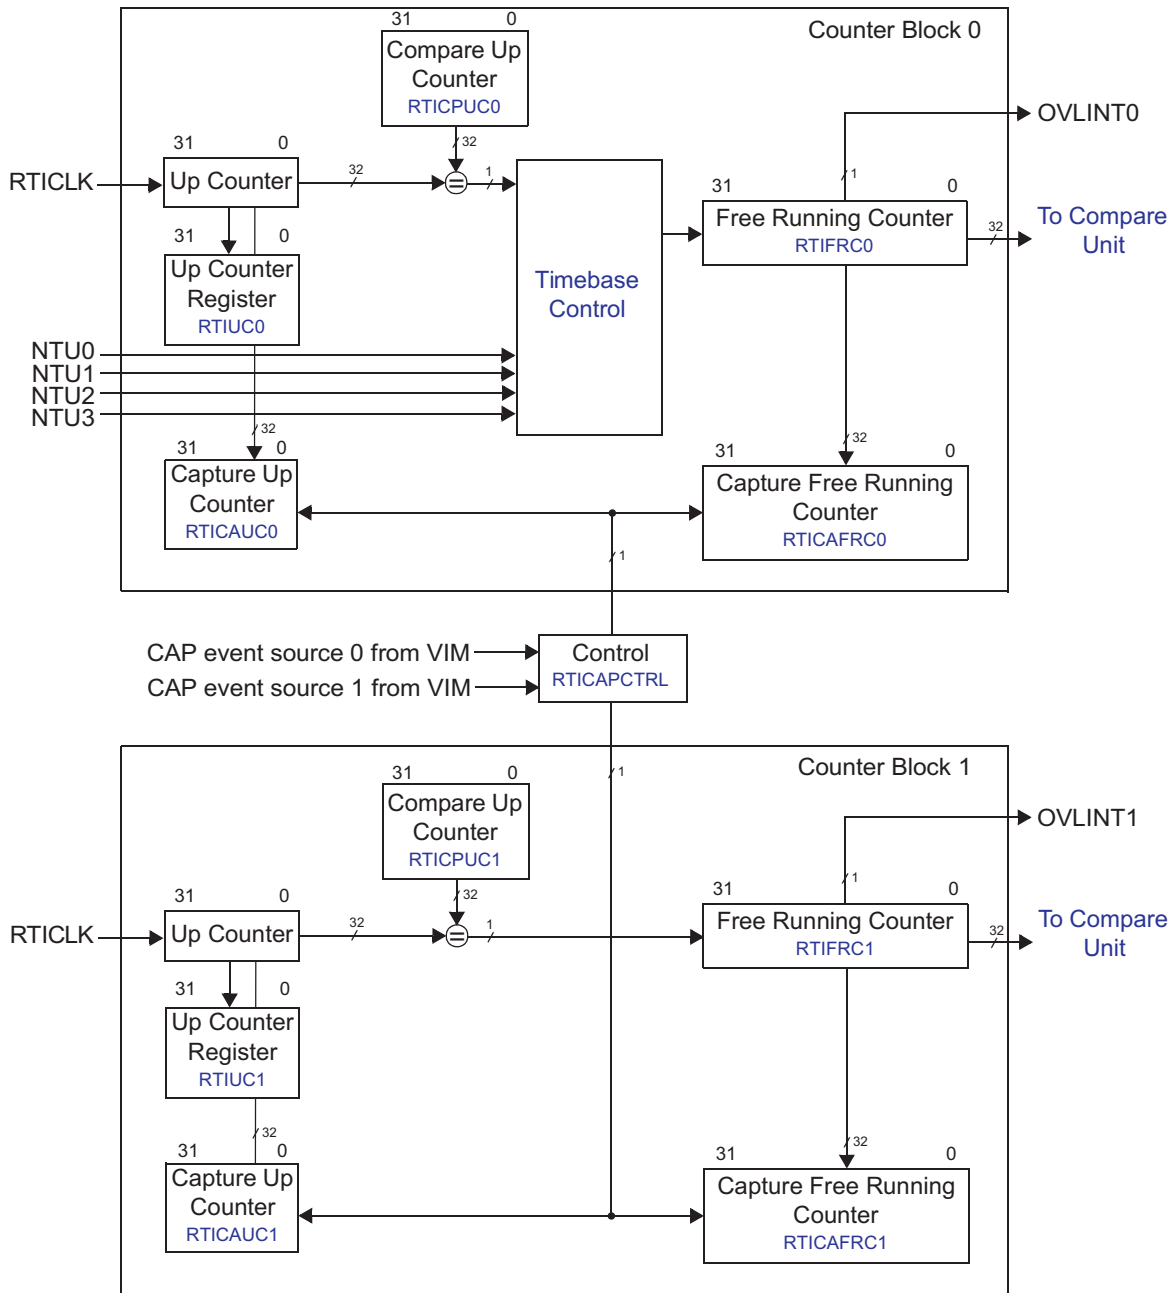 Counter Block 0
31 0
Compare Up
Counter
RTICPUC0
32
OVLINT0
31 0
RTICLK
Up Counter
32
=
1
1
31 0
Free Running Counter
RTIFRC0
32
To Compare
Unit
31 0
Up Counter
Register
RTIUC0
Timebase
Control
NTU0
NTU1
NTU2
NTU3
32
31 0
Capture Up
Counter
RTICAUC0
32
31 0
Capture Free Running
Counter
RTICAFRC0
1
CAP event source 0 from VIM
CAP event source 1 from VIM
Control
RTICAPCTRL
1
Counter Block 1
31 0
Compare Up
Counter
RTICPUC1
32
OVLINT1
31 0
RTICLK
Up Counter
32
=
1
1
31 0
Free Running Counter
RTIFRC1
32
To Compare
Unit
31 0
Up Counter
Register
RTIUC1
32
31 0
Capture Up
Counter
RTICAUC1
32
31 0
Capture Free Running
Counter
RTICAFRC1